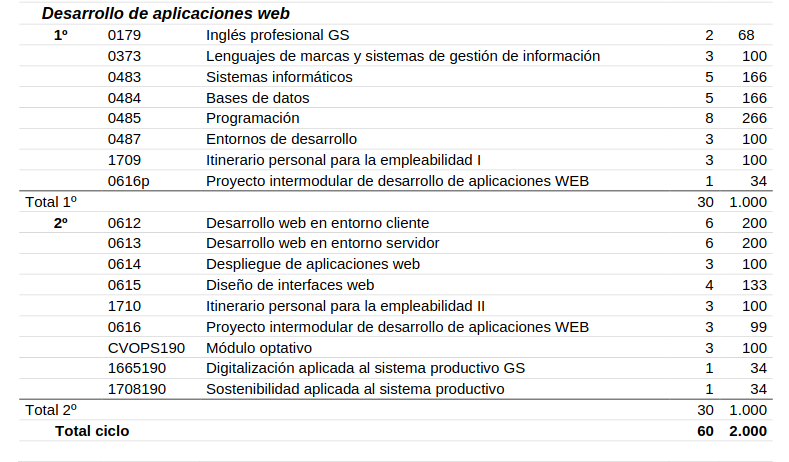 Desarrollo de aplicaciones web
1º 0179 Inglés profesional GS 2 68
0373 Lenguajes de marcas y sistemas de gestión de información 3 100
0483 Sistemas informáticos 5 166
0484 Bases de datos 5 166
0485 Programación 8 266
0487 Entornos de desarrollo 3 100
1709 Itinerario personal para la empleabilidad I 3 100
0616p Proyecto intermodular de desarrollo de aplicaciones WEB 1 34
Total 1º 30 1.000
2º 0612 Desarrollo web en entorno cliente 6 200
0613 Desarrollo web en entorno servidor 6 200
0614 Despliegue de aplicaciones web 3 100
0615 Diseño de interfaces web 4 133
1710 Itinerario personal para la empleabilidad II 3 100
0616 Proyecto intermodular de desarrollo de aplicaciones WEB 3 99
CVOPS190 Módulo optativo 3 100
1665190 Digitalización aplicada al sistema productivo GS 1 34
1708190 Sostenibilidad aplicada al sistema productivo 1 34
Total 2º 30 1.000
Total ciclo 60 2.000